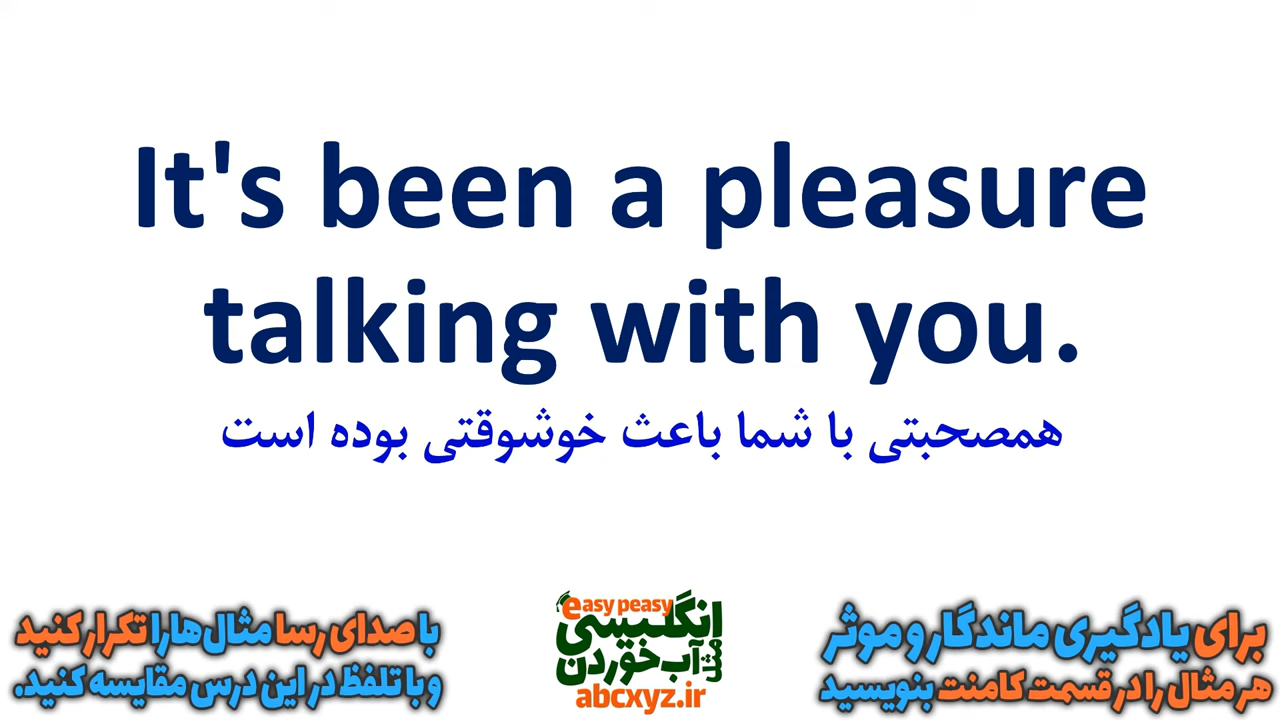 It's been a pleasure
talking with you.
همصحبتی با شما باعث خوشوقتی بوده است
برای یادگیری ماندگار و موثر
هر مثال را در قسمت کامنت بنویسید
easy peasy
انگلیسی
مثل آب خوردن
abcxyz.ir
با صدای رسا مثال‌ها را تکرار کنید
و با تلفظ در این درس مقایسه کنید.